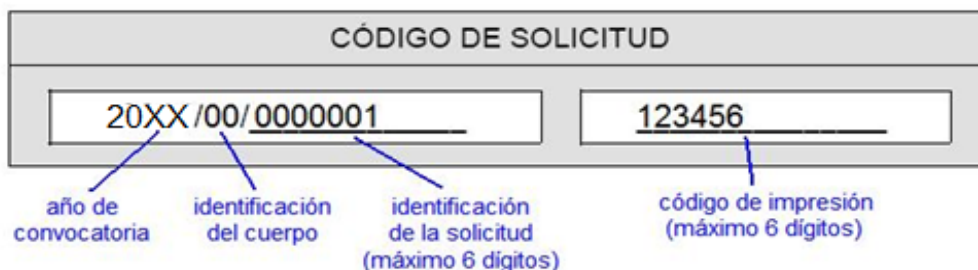 CÓDIGO DE SOLICITUD
20XX /00/ 0000001
123456
año de
convocatoria
identificación
del cuerpo
identificación
de la solicitud
(máximo 6 dígitos)
código de impresión
(máximo 6 dígitos)